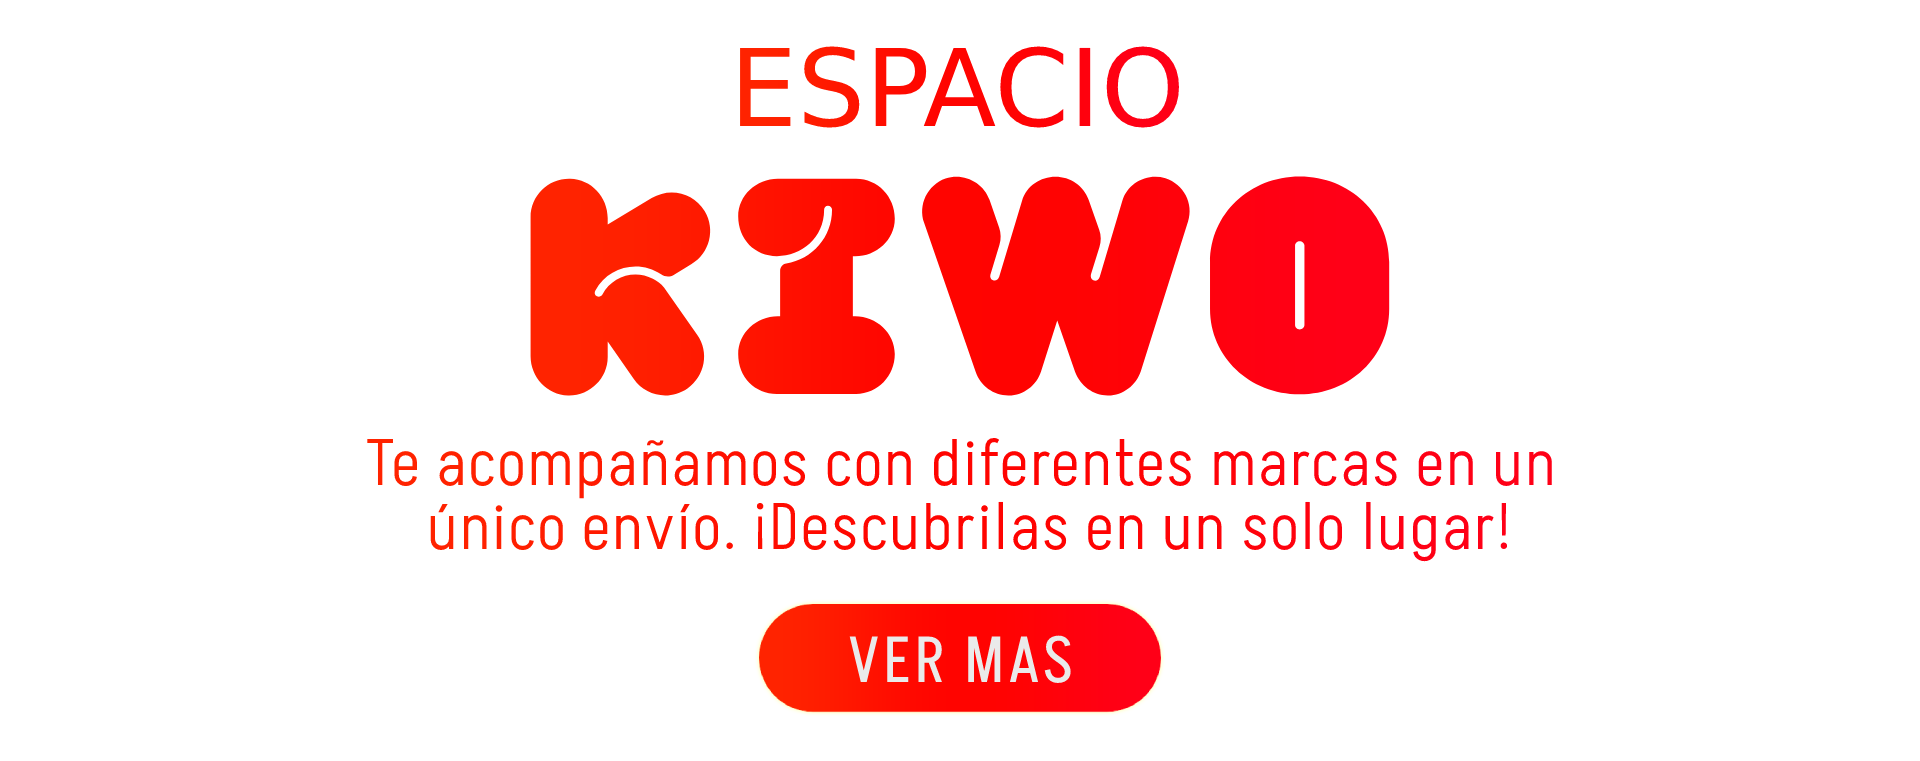 ESPACIO
KIWO
Te acompañamos con diferentes marcas en un
único envío. ¡Descubrilas en un solo lugar!
VER MAS